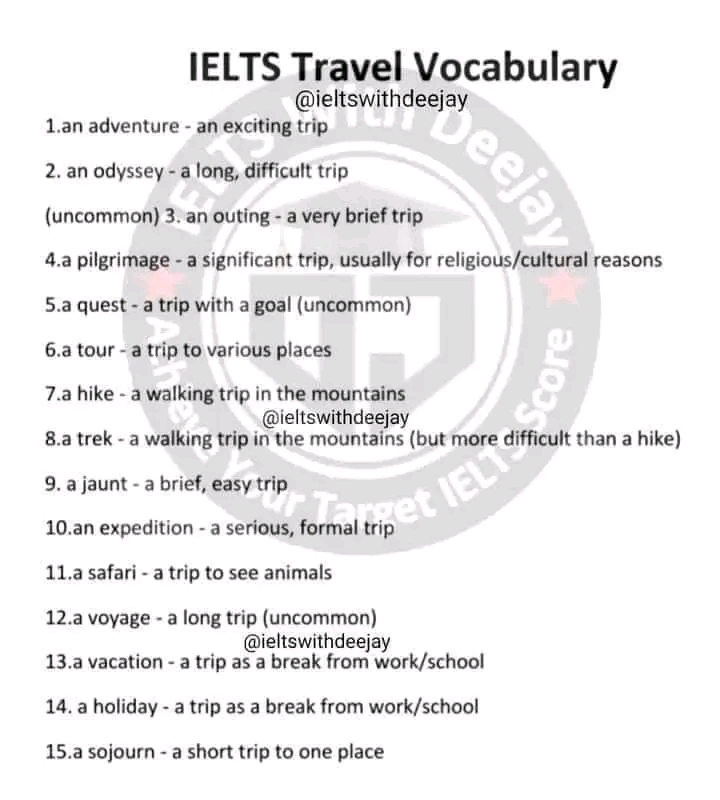 IELTS Travel Vocabulary
@ieltswithdeejay
1.an adventure - an exciting trip
2. an odyssey - a long, difficult trip
(uncommon) 3. an outing - a very brief trip
4.a pilgrimage - a significant trip, usually for religious/cultural reasons
5.a quest - a trip with a goal (uncommon)
6.a tour - a trip to various places
7.a hike - a walking trip in the mountains
@ieltswithdeejay
8.a trek - a walking trip in the mountains (but more difficult than a hike)
9. a jaunt - a brief, easy trip
10.an expedition - a serious, formal trip
11.a safari - a trip to see animals
12.a voyage - a long trip (uncommon)
@ieltswithdeejay
13.a vacation - a trip as a break from work/school
14. a holiday - a trip as a break from work/school
15.a sojourn - a short trip to one place
IELTS With Deejay
Achieve Your Target IELTS Score